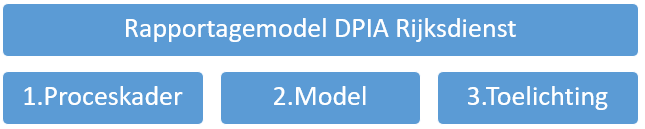 Rapportagemodel DPIA Rijksdienst
1.Proceskader
2.Model
3.Toelichting